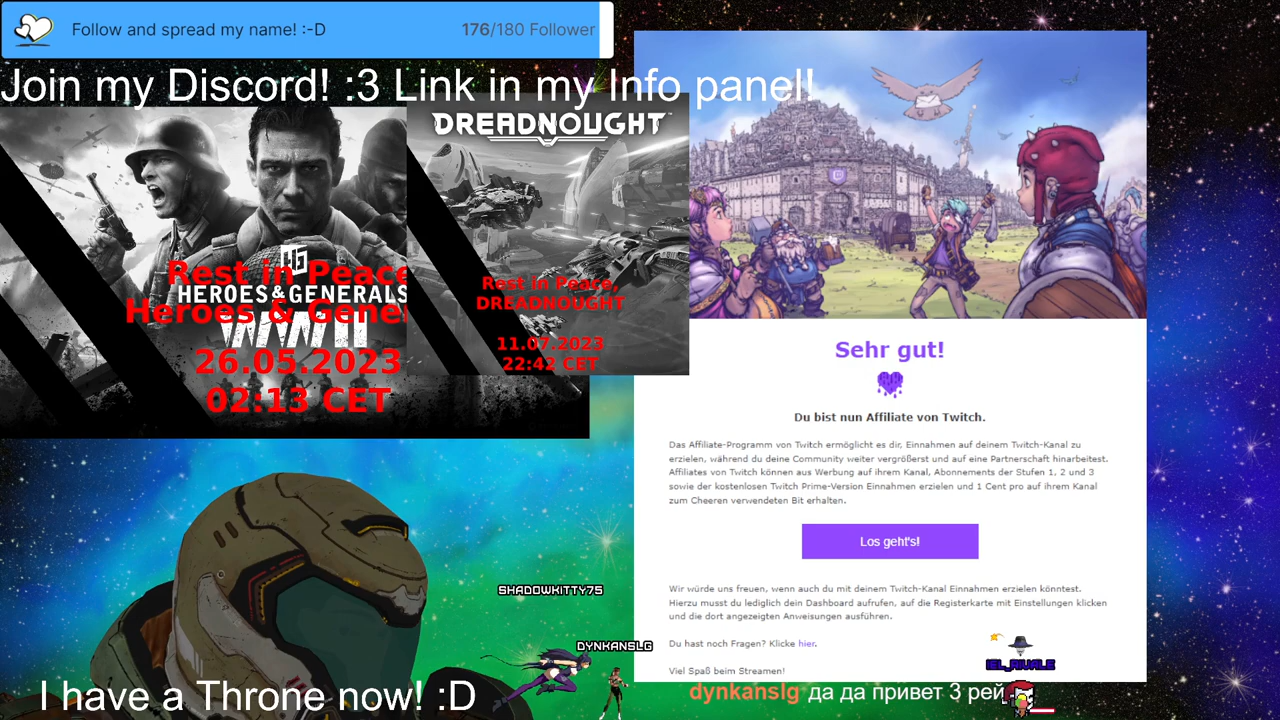 Follow and spread my name! :-D
176/180 Follower
Join my Discord! :3 Link in my Info panel!
DREADNOUGHT
Rest in Peace
HEROES & GENERALS
Heroes & Gener
WWII
26.05.2023
02:13 CET
Rest in Peace,
DREADNOUGHT
11.07.2023
22:42 CET
Sehr gut!
Du bist nun Affiliate von Twitch.
Das Affiliate-Programm von Twitch ermöglicht es dir, Einnahmen auf deinem Twitch-Kanal zu
erzielen, während du deine Community weiter vergrößerst und auf eine Partnerschaft hinarbeitest.
Affiliates von Twitch können aus Werbung auf ihrem Kanal, Abonnements der Stufen 1, 2 und 3
sowie der kostenlosen Twitch Prime-Version Einnahmen erzielen und 1 Cent pro auf ihrem Kanal
zum Cheeren verwendeten Bit erhalten.
Los geht's!
Wir würde uns freuen, wenn auch du mit deinem Twitch-Kanal Einnahmen erzielen könntest.
Hierzu musst du lediglich dein Dashboard aufrufen, auf die Registerkarte mit Einstellungen klicken
und die dort angezeigten Anweisungen ausführen.
Du hast noch Fragen? Klicke hier.
Viel Spaß beim Streamen!
SHADOWKITTY75
DYNKANSLG
I have a Throne now! :D
dynkanslg да да привет 3 рей